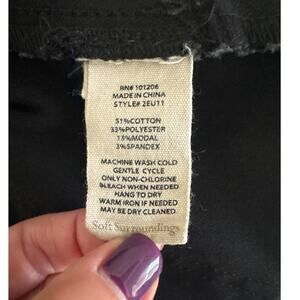 RN# 101206
MADE IN CHINA
STYLE# 2EU11
51%COTTON
33%POLYESTER
13%MODAL
3%SPANDEX
MACHINE WASH COLD
GENTLE CYCLE
ONLY NON-CHLORINE
BLEACH WHEN NEEDED
HANG TO DRY
WARM IRON IF NEEDED
MAY BE DRY CLEANED
Soft Surroundings